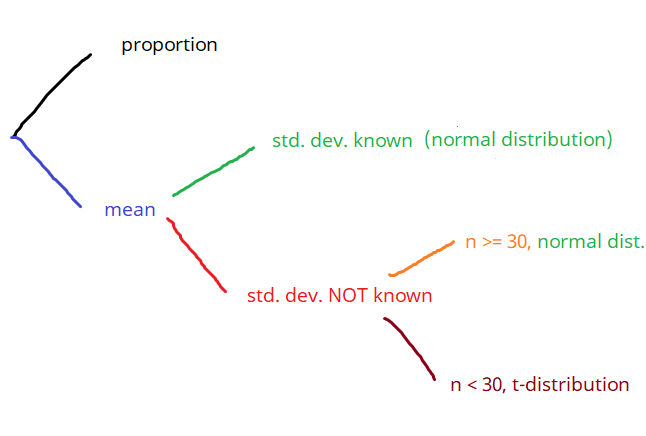 proportion
std. dev. known (normal distribution)
mean
n >= 30, normal dist.
std. dev. NOT known
n < 30, t-distribution